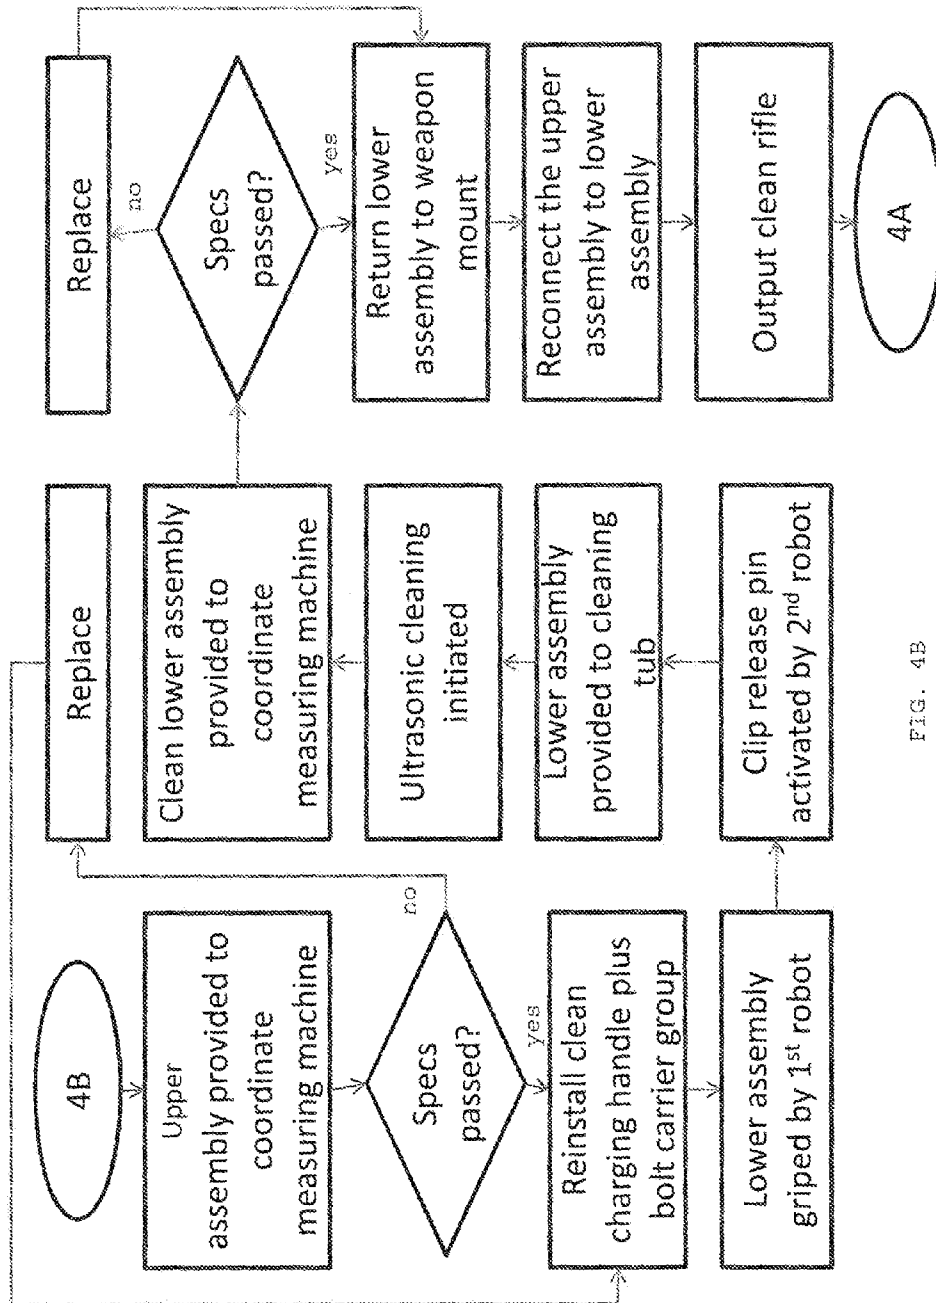 4B
Upper
assembly provided to
coordinate
measuring machine
Specs
passed?
no
yes
Reinstall clean
charging handle plus
bolt carrier group
Lower assembly
griped by 1st robot
Replace
Clean lower assembly
provided to
coordinate
measuring machine
Ultrasonic cleaning
initiated
Lower assembly
provided to cleaning
tub
Clip release pin
activated by 2nd robot
Replace
no
Specs
passed?
yes
Return lower
assembly to weapon
mount
Reconnect the upper
assembly to lower
assembly
Output clean rifle
4A
FIG. 4B